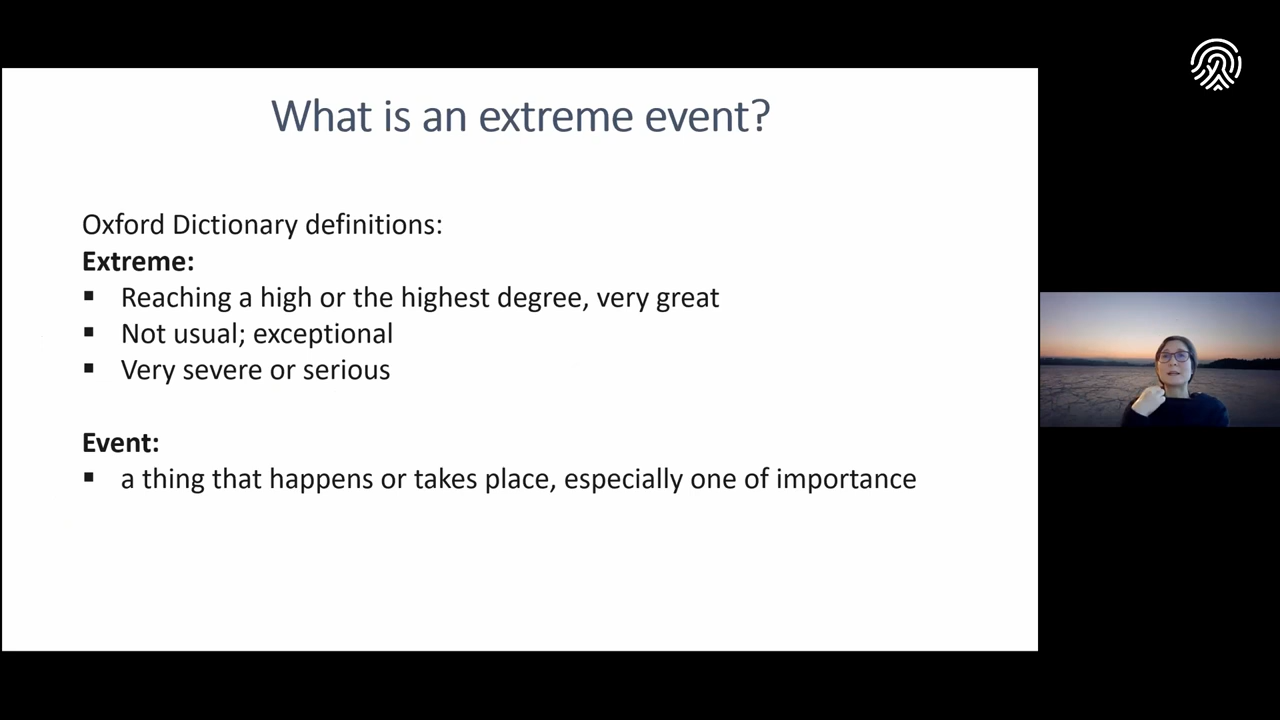 What is an extreme event?
Oxford Dictionary definitions:
Extreme:
▪ Reaching a high or the highest degree, very great
▪ Not usual; exceptional
▪ Very severe or serious
Event:
▪ a thing that happens or takes place, especially one of importance